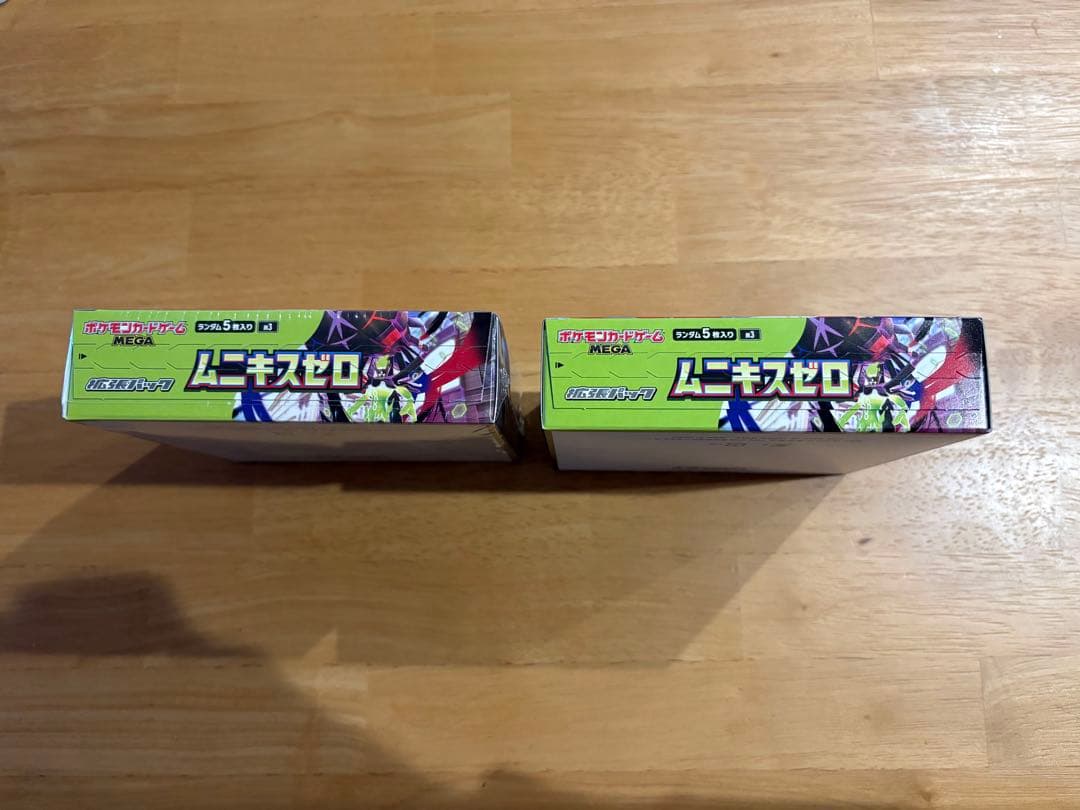 ポケモンカードゲーム
MEGA
ランダム5枚入り
M3
ムニキスゼロ
拡張パック
ポケモンカードゲーム
MEGA
ランダム5枚入り
M3
ムニキスゼロ
拡張パック